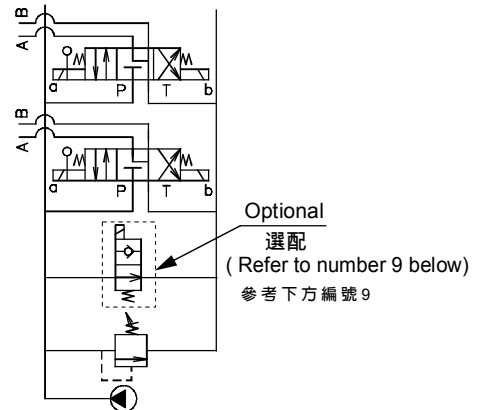 B
A
a P T b
B
A
a P T b
Optional
選配
( Refer to number 9 below)
參考下方編號9